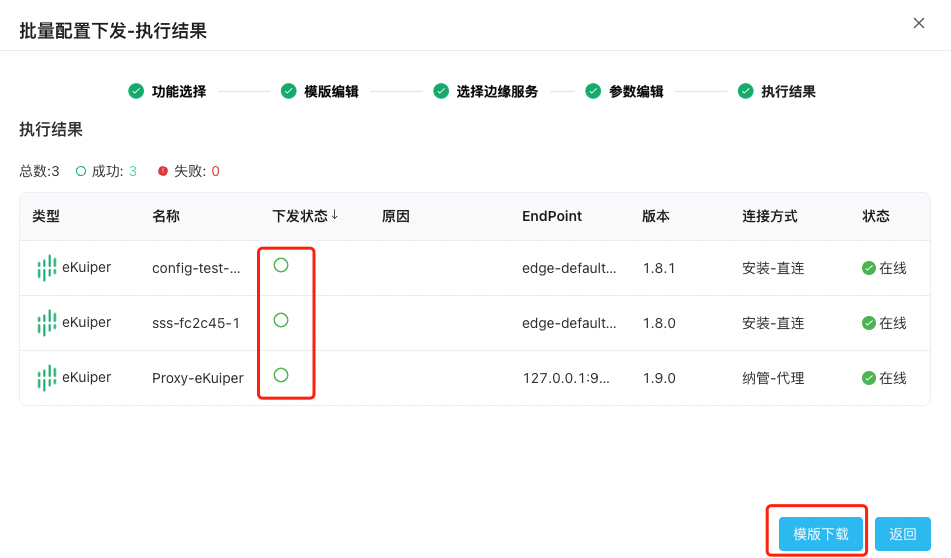 批量配置下发-执行结果
功能选择 模版编辑 选择边缘服务 参数编辑 执行结果
执行结果
总数:3 成功: 3 失败: 0
类型 名称 下发状态↓ 原因 EndPoint 版本 连接方式 状态
eKuiper config-test-... edge-default... 1.8.1 安装-直连 在线
eKuiper sss-fc2c45-1 edge-default... 1.8.0 安装-直连 在线
eKuiper Proxy-eKuiper 127.0.0.1:9... 1.9.0 纳管-代理 在线
模版下载 返回